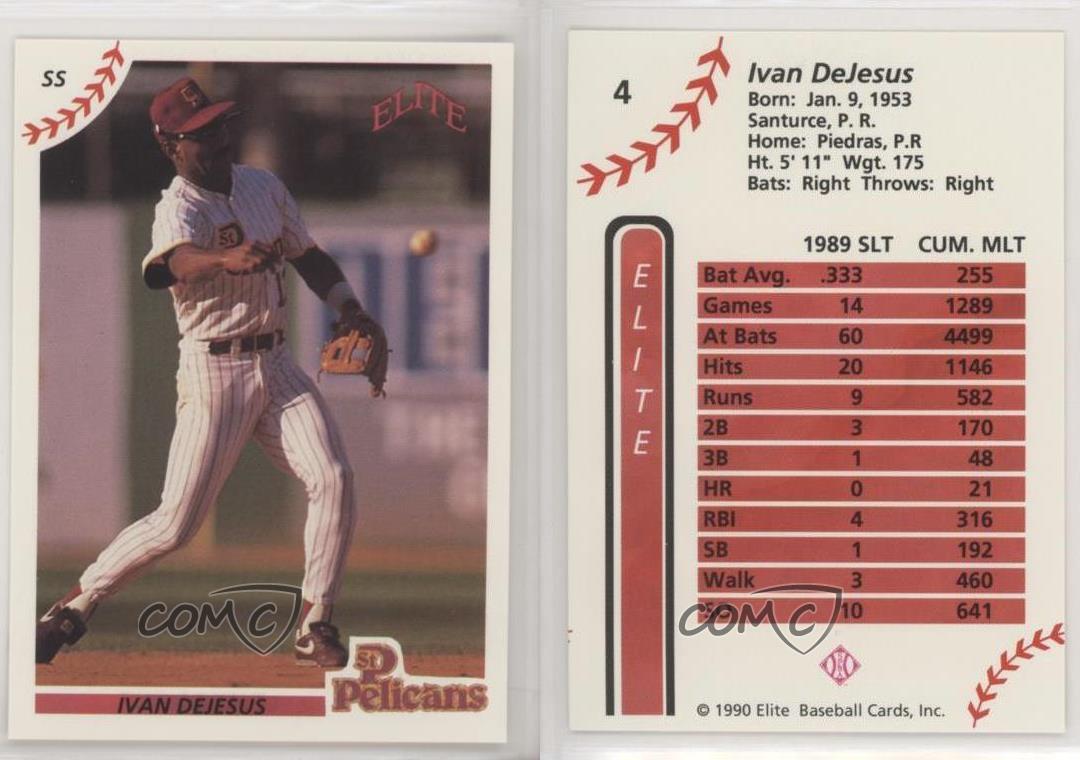 SS
ELITE
St P
St P
Pelicans
IVAN DEJESUS
COMC
4
Ivan DeJesus
Born: Jan. 9, 1953
Santurce, P. R.
Home: Piedras, P.R
Ht. 5' 11" Wgt. 175
Bats: Right Throws: Right
ELITE
1989 SLT CUM. MLT
Bat Avg. .333 255
Games 14 1289
At Bats 60 4499
Hits 20 1146
Runs 9 582
2B 3 170
3B 1 48
HR 0 21
RBI 4 316
SB 1 192
Walk 3 460
SO 10 641
COMC
© 1990 Elite Baseball Cards, Inc.